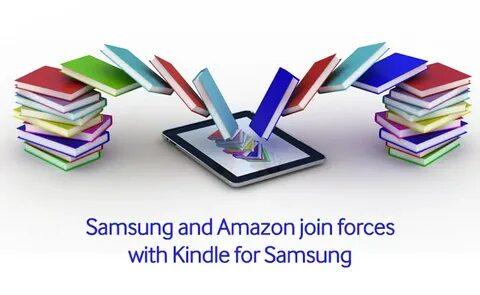 Samsung and Amazon join forces
with Kindle for Samsung